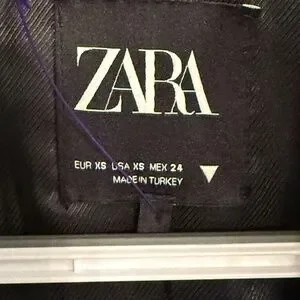 ZARA
EUR XS USA XS MEX 24
MADE IN TURKEY